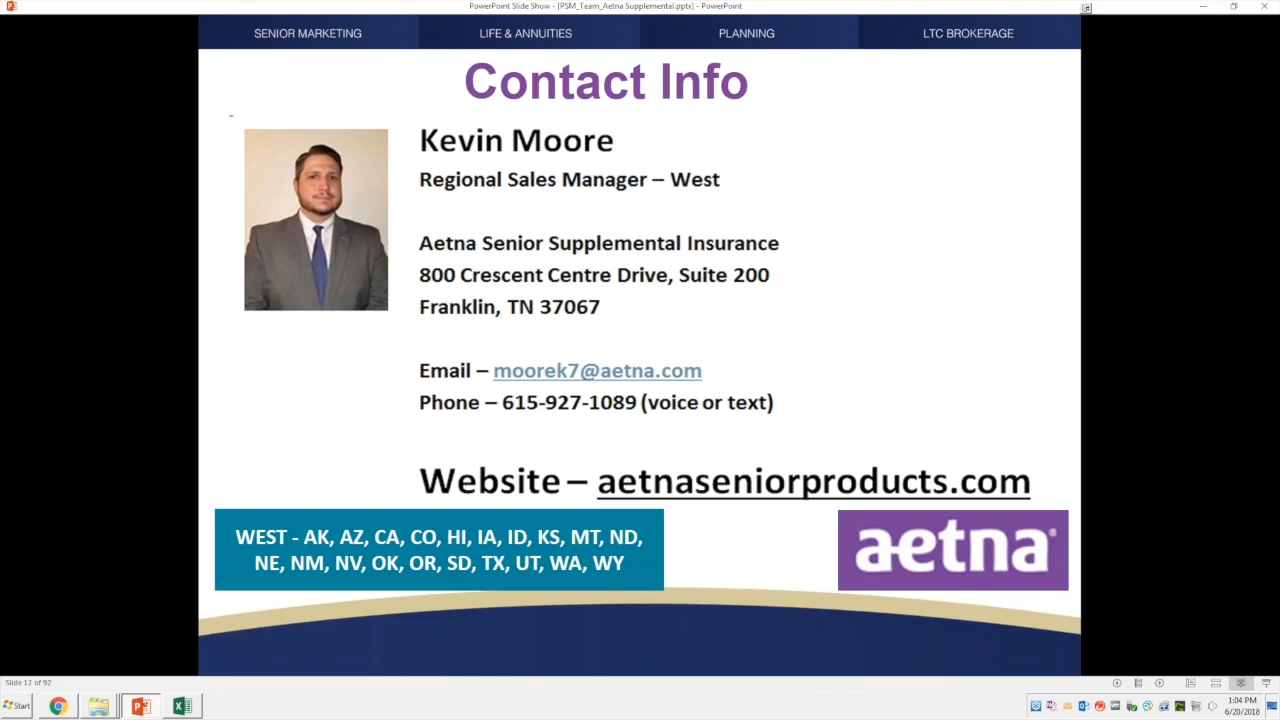 PowerPoint Slide Show - [PSM_Team_Aetna Supplemental.pptx] - PowerPoint
SENIOR MARKETING LIFE & ANNUITIES PLANNING LTC BROKERAGE
Contact Info
Kevin Moore
Regional Sales Manager – West
Aetna Senior Supplemental Insurance
800 Crescent Centre Drive, Suite 200
Franklin, TN 37067
Email – moorek7@aetna.com
Phone – 615-927-1089 (voice or text)
Website – aetnaseniorproducts.com
WEST - AK, AZ, CA, CO, HI, IA, ID, KS, MT, ND,
NE, NM, NV, OK, OR, SD, TX, UT, WA, WY
aetna®
Slide 12 of 92
Start
1:04 PM
6/20/2018